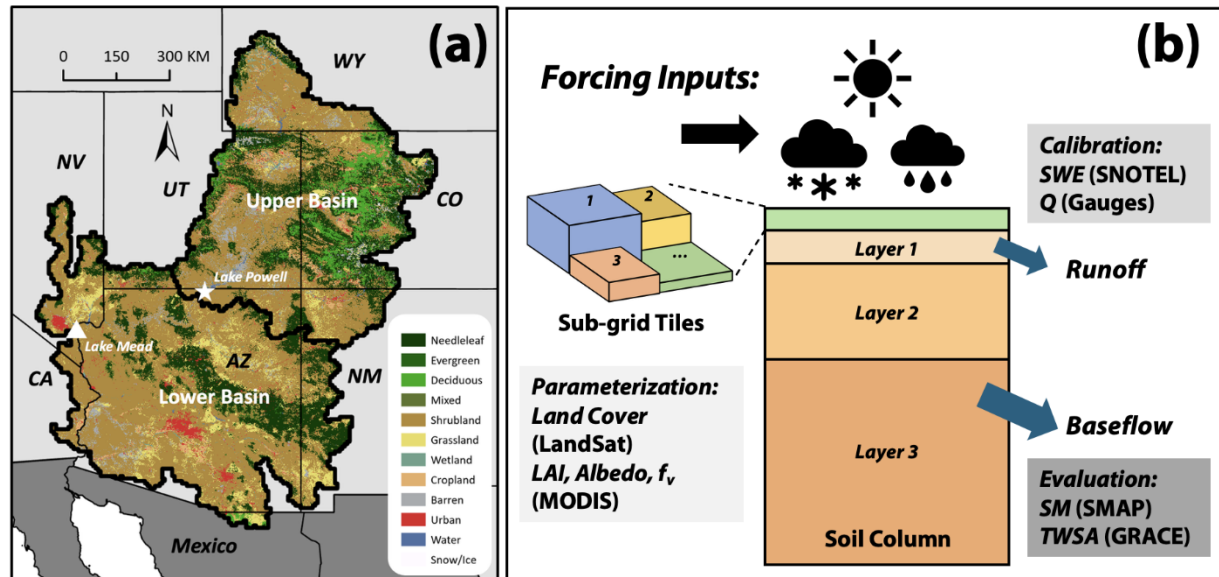 (a)
0 150 300 KM
N
WY
NV
UT
CO
Upper Basin
Lake Powell
Lake Mead
CA
AZ
NM
Lower Basin
Mexico
Needleleaf
Evergreen
Deciduous
Mixed
Shrubland
Grassland
Wetland
Cropland
Barren
Urban
Water
Snow/Ice
(b)
Forcing Inputs:
Calibration:
SWE (SNOTEL)
Q (Gauges)
1
2
3
...
Sub-grid Tiles
Layer 1
Runoff
Layer 2
Parameterization:
Land Cover
(LandSat)
LAI, Albedo, fv
(MODIS)
Layer 3
Baseflow
Soil Column
Evaluation:
SM (SMAP)
TWSA (GRACE)